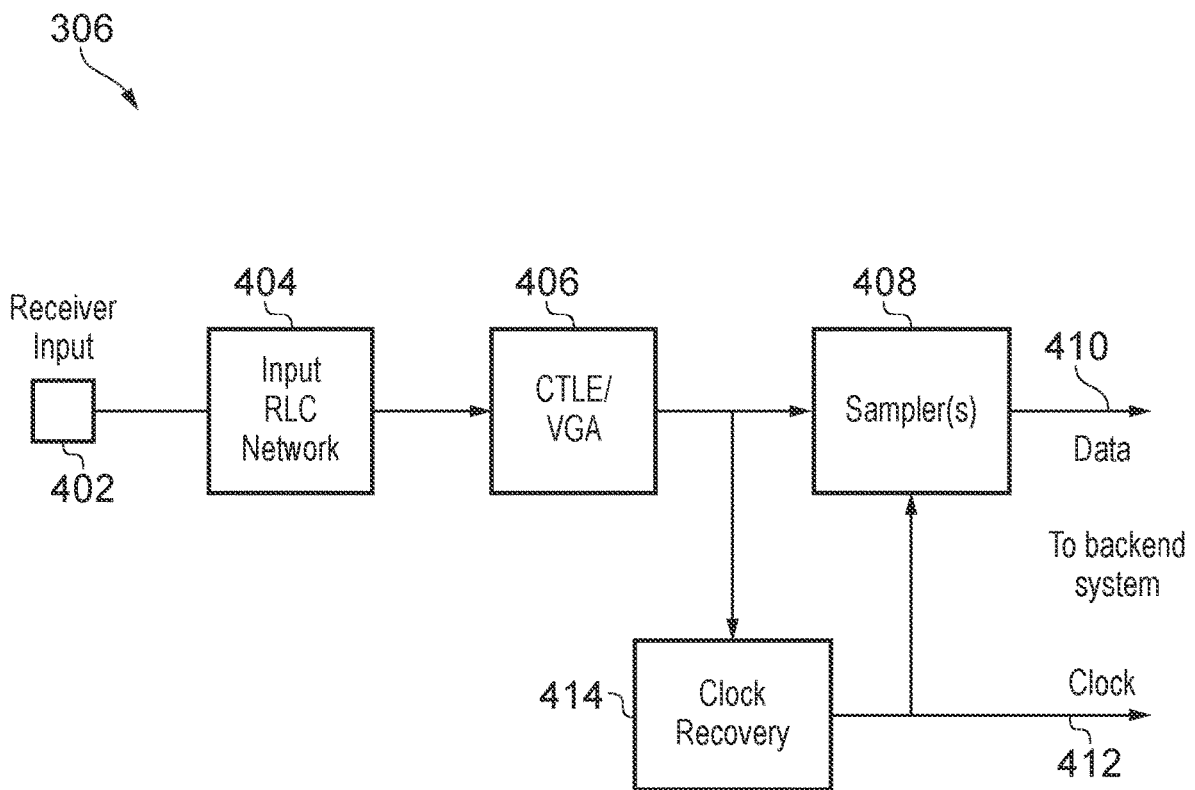 306
404
406
408
Receiver
Input
410
Input
RLC
Network
CTLE/
VGA
Sampler(s)
Data
402
To backend
system
414
Clock
Recovery
Clock
412